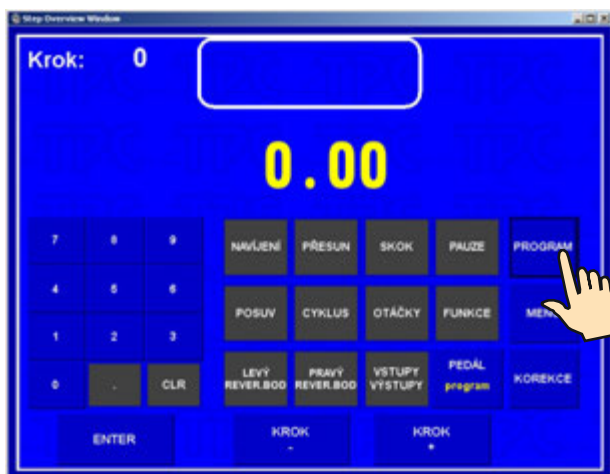 Step Overview Window
Krok: 0
0.00
7 8 9 NAVÍJENÍ PŘESUN SKOK PAUZE PROGRAM
4 5 6 POSUV CYKLUS OTÁČKY FUNKCE MENU
1 2 3
0 . CLR LEVÝ REVER.BOD PRAVÝ REVER.BOD VSTUPY VÝSTUPY PEDÁL program KOREKCE
ENTER KROK - KROK +